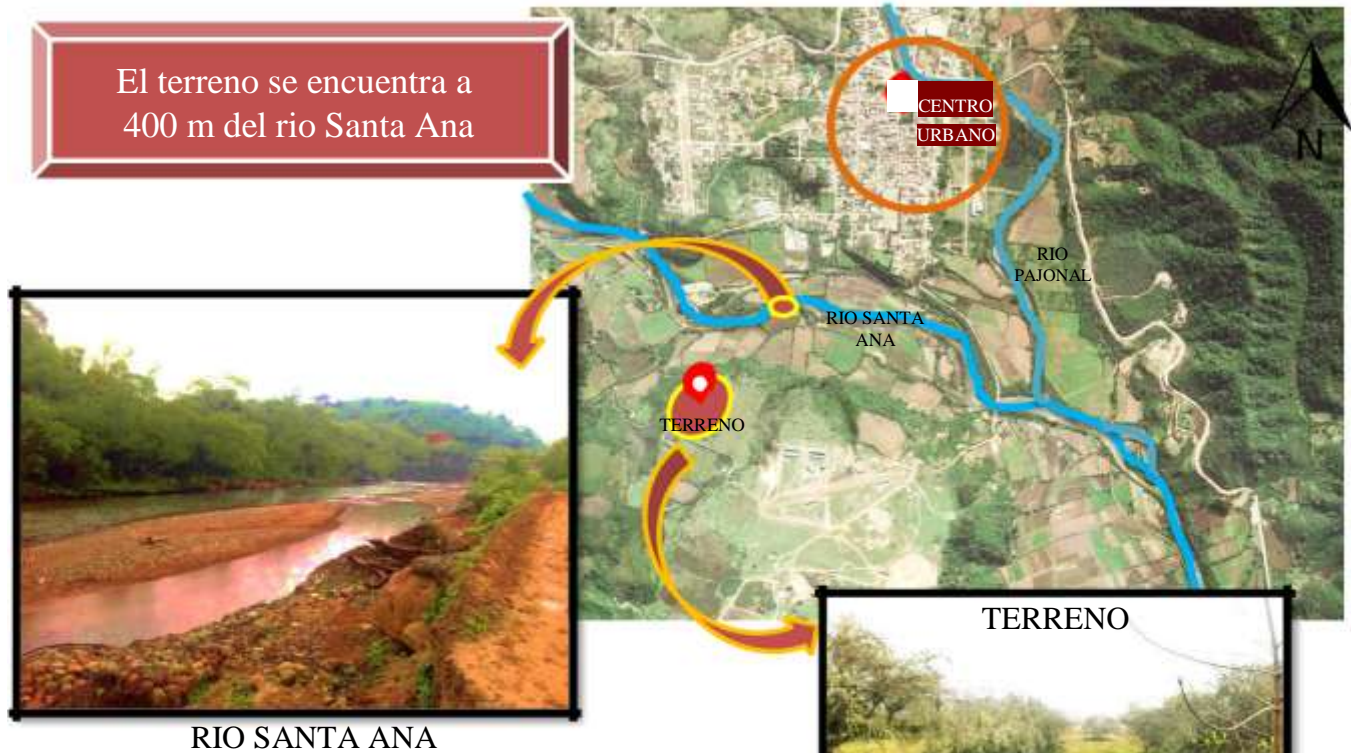 El terreno se encuentra a
400 m del rio Santa Ana
CENTRO
URBANO
N
RIO
PAJONAL
RIO SANTA
ANA
TERRENO
TERRENO
RIO SANTA ANA